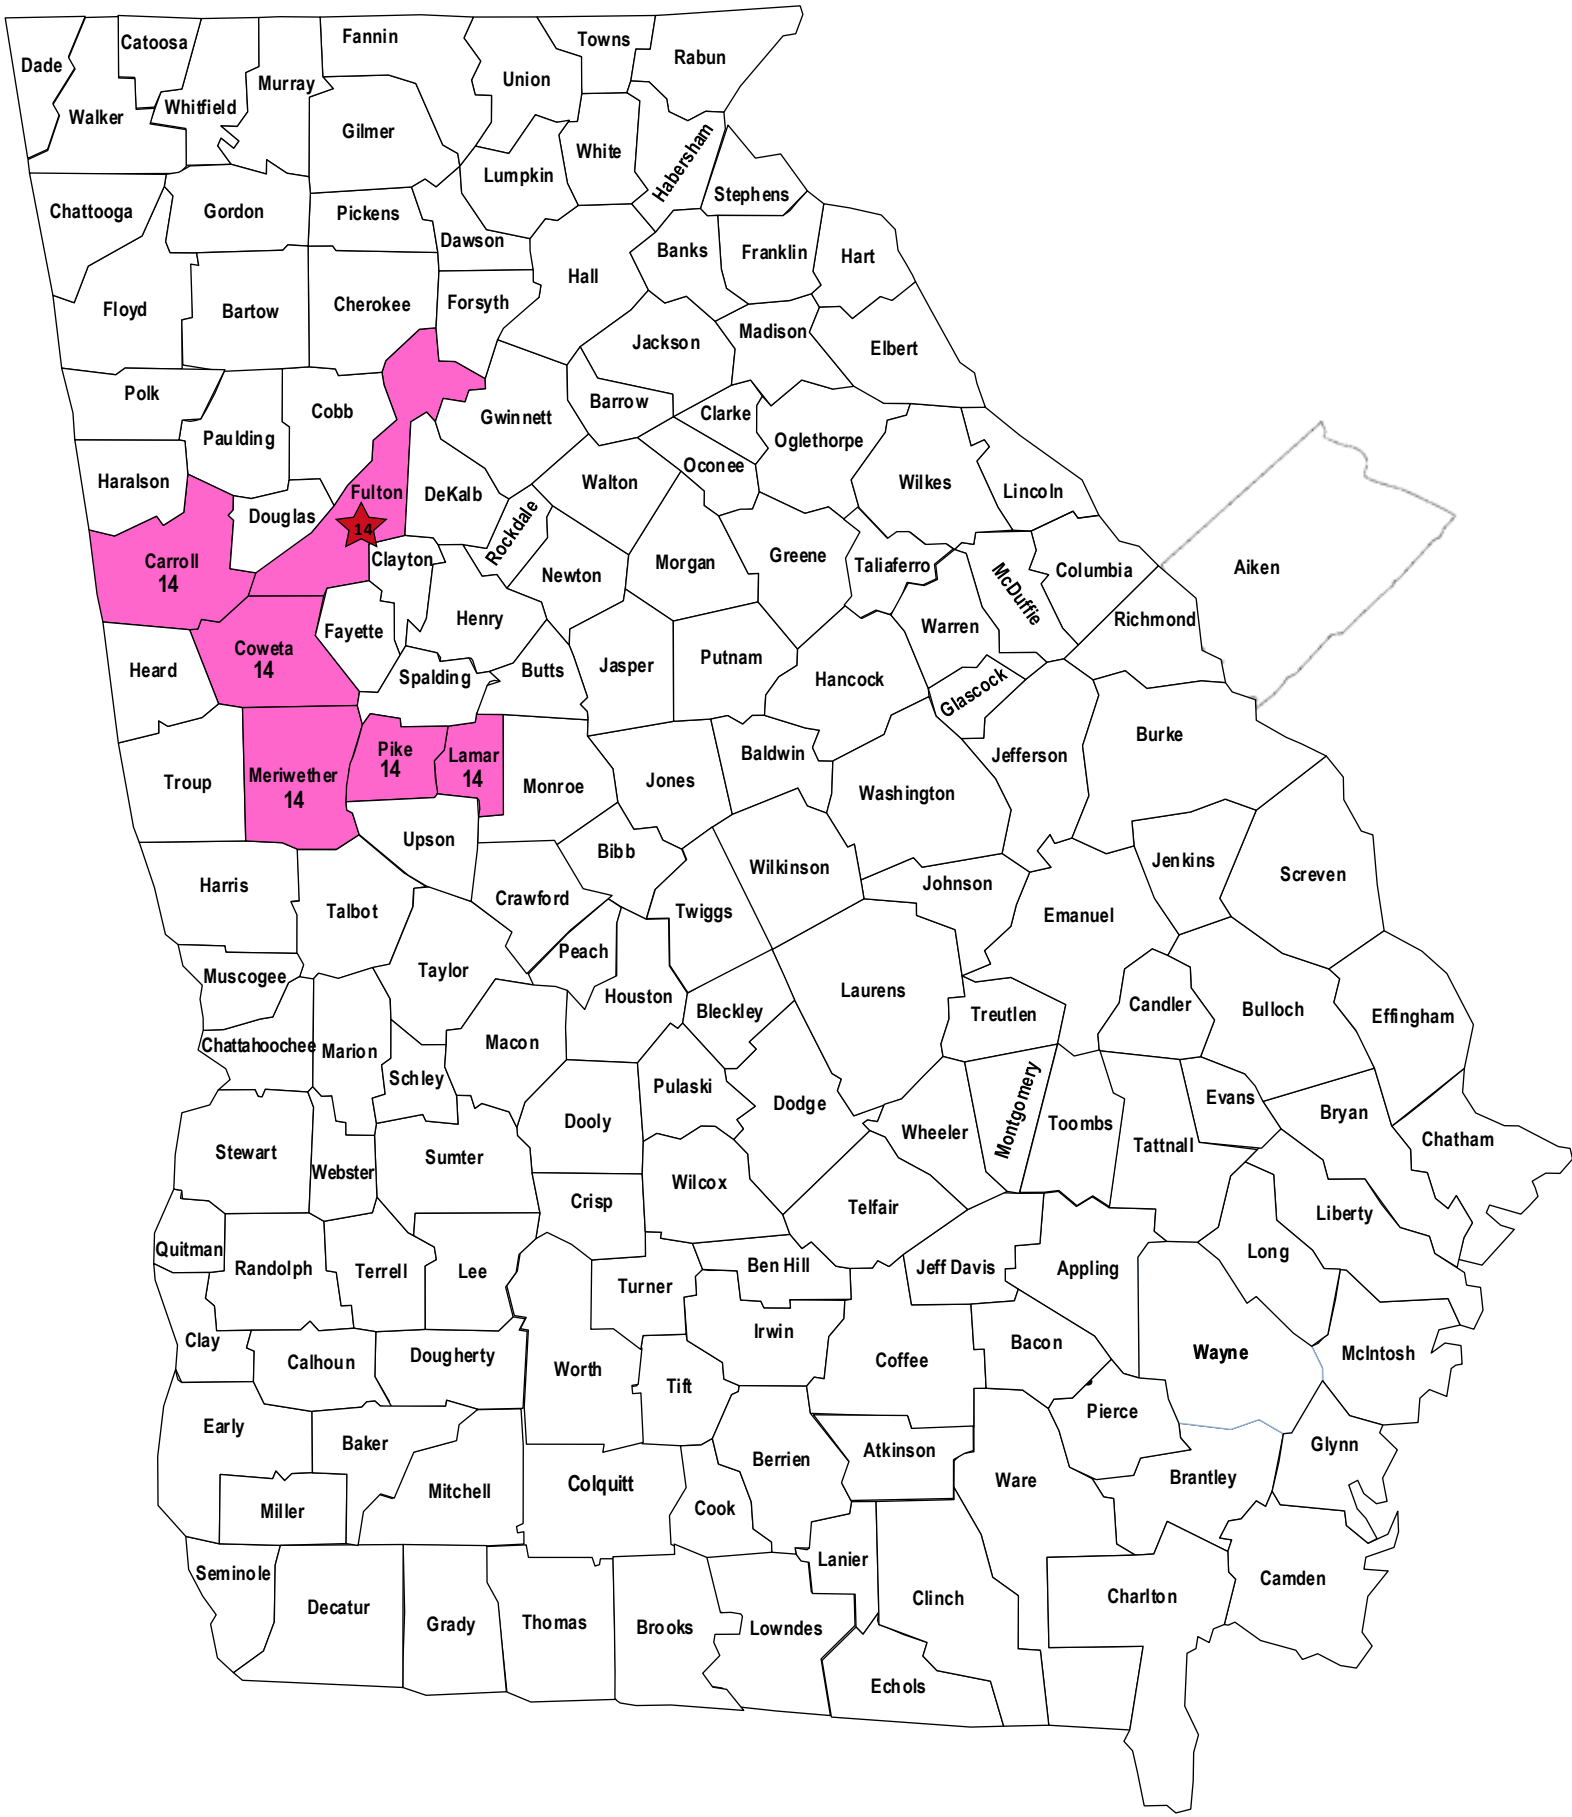 Dade
Catoosa
Fannin
Towns
Rabun
Walker
Whitfield
Murray
Union
Gilmer
White
Habersham
Lumpkin
Stephens
Chattooga
Gordon
Pickens
Dawson
Banks
Franklin
Hart
Hall
Floyd
Bartow
Cherokee
Forsyth
Jackson
Madison
Elbert
Polk
Cobb
Gwinnett
Barrow
Clarke
Paulding
Oglethorpe
Haralson
Douglas
Fulton
14
DeKalb
Rockdale
Walton
Oconee
Wilkes
Lincoln
Carroll
14
Clayton
Newton
Morgan
Greene
Taliaferro
McDuffie
Columbia
Aiken
Richmond
Coweta
14
Fayette
Henry
Warren
Heard
Spalding
Butts
Jasper
Putnam
Hancock
Glascock
Burke
Troup
Meriwether
14
Pike
14
Lamar
14
Monroe
Jones
Baldwin
Washington
Jefferson
Upson
Bibb
Wilkinson
Johnson
Jenkins
Screven
Harris
Talbot
Crawford
Twiggs
Emanuel
Muscogee
Taylor
Peach
Houston
Laurens
Candler
Bulloch
Effingham
Bleckley
Treutlen
Chattahoochee
Marion
Macon
Schley
Pulaski
Dodge
Dooly
Wheeler
Montgomery
Toombs
Evans
Bryan
Chatham
Tattnall
Stewart
Webster
Sumter
Wilcox
Crisp
Telfair
Liberty
Quitman
Randolph
Terrell
Lee
Turner
Ben Hill
Jeff Davis
Appling
Long
Clay
Calhoun
Dougherty
Worth
Irwin
Tift
Coffee
Bacon
Wayne
McIntosh
Early
Baker
Pierce
Miller
Mitchell
Colquitt
Cook
Berrien
Atkinson
Ware
Brantley
Glynn
Seminole
Decatur
Grady
Thomas
Brooks
Lowndes
Lanier
Clinch
Charlton
Camden
Echols